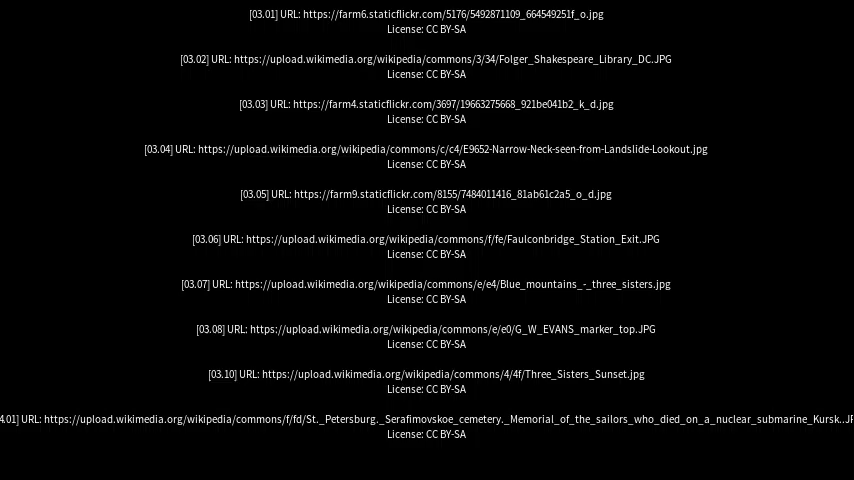 [03.01] URL: https://farm6.staticflickr.com/5176/5492871109_664549251f_o.jpg
License: CC BY-SA
[03.02] URL: https://upload.wikimedia.org/wikipedia/commons/3/34/Folger_Shakespeare_Library_DC.JPG
License: CC BY-SA
[03.03] URL: https://farm4.staticflickr.com/3697/19663275668_921be041b2_k_d.jpg
License: CC BY-SA
[03.04] URL: https://upload.wikimedia.org/wikipedia/commons/c/c4/E9652-Narrow-Neck-seen-from-Landslide-Lookout.jpg
License: CC BY-SA
[03.05] URL: https://farm9.staticflickr.com/8155/7484011416_81ab61c2a5_o_d.jpg
License: CC BY-SA
[03.06] URL: https://upload.wikimedia.org/wikipedia/commons/f/fe/Faulconbridge_Station_Exit.JPG
License: CC BY-SA
[03.07] URL: https://upload.wikimedia.org/wikipedia/commons/e/e4/Blue_mountains_-_three_sisters.jpg
License: CC BY-SA
[03.08] URL: https://upload.wikimedia.org/wikipedia/commons/e/e0/G_W_EVANS_marker_top.JPG
License: CC BY-SA
[03.10] URL: https://upload.wikimedia.org/wikipedia/commons/4/4f/Three_Sisters_Sunset.jpg
License: CC BY-SA
4.01] URL: https://upload.wikimedia.org/wikipedia/commons/f/fd/St._Petersburg._Serafimovskoe_cemetery._Memorial_of_the_sailors_who_died_on_a_nuclear_submarine_Kursk..JP
License: CC BY-SA